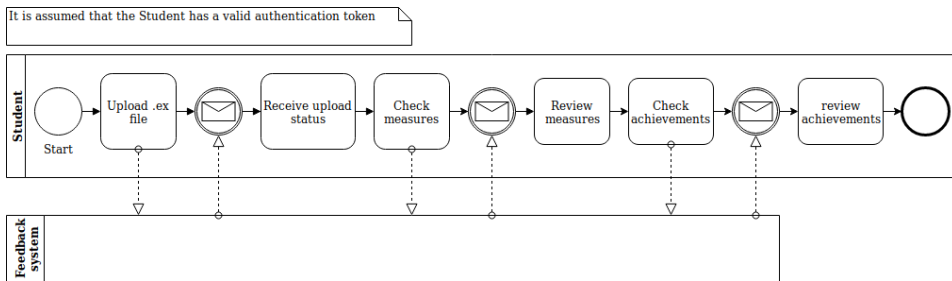 It is assumed that the Student has a valid authentication token
Student
Start
Upload .ex
file
Receive upload
status
Check
measures
Review
measures
Check
achievements
review
achievements
Feedback
system